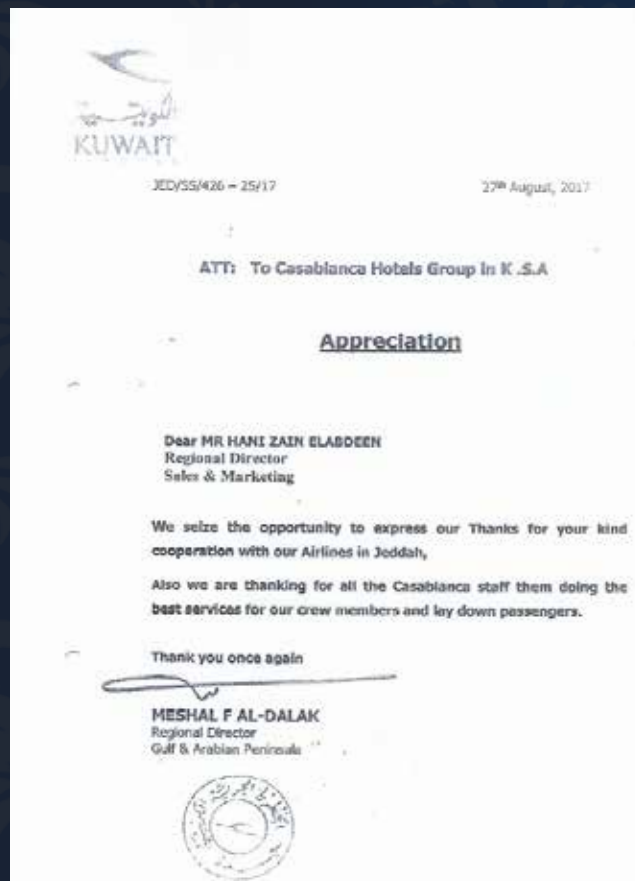 الكويتية
KUWAIT
JED/SS/426 – 25/17
27th August, 2017
ATT: To Casablanca Hotels Group in K .S.A
Appreciation
Dear MR HANI ZAIN ELABDEEN
Regional Director
Sales & Marketing
We seize the opportunity to express our Thanks for your kind
cooperation with our Airlines in Jeddah,
Also we are thanking for all the Casablanca staff them doing the
best services for our crew members and lay down passengers.
Thank you once again
MESHAL F AL-DALAK
Regional Director
Gulf & Arabian Peninsula